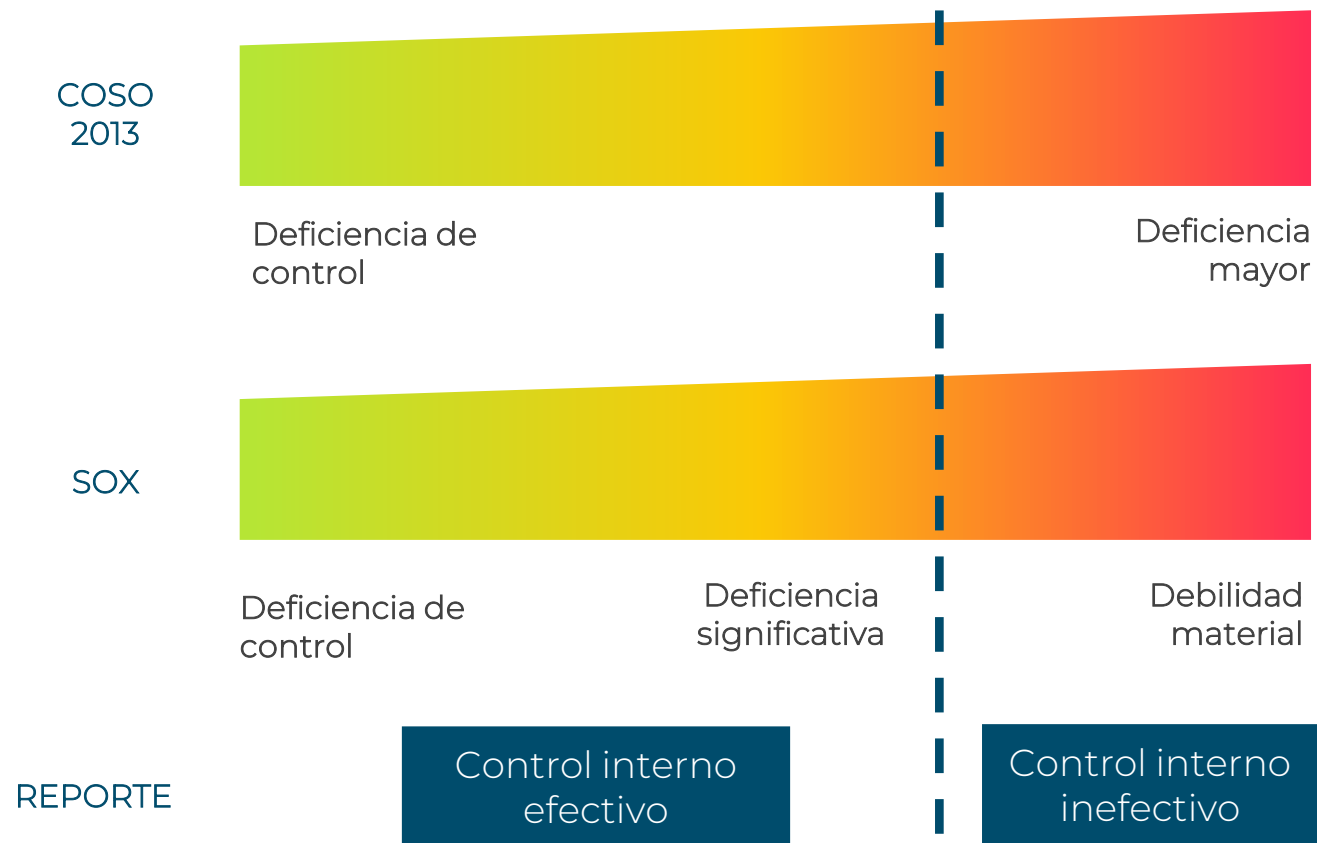 COSO
2013
Deficiencia de
control
Deficiencia
mayor
SOX
Deficiencia de
control
Deficiencia
significativa
Debilidad
material
REPORTE
Control interno
efectivo
Control interno
inefectivo